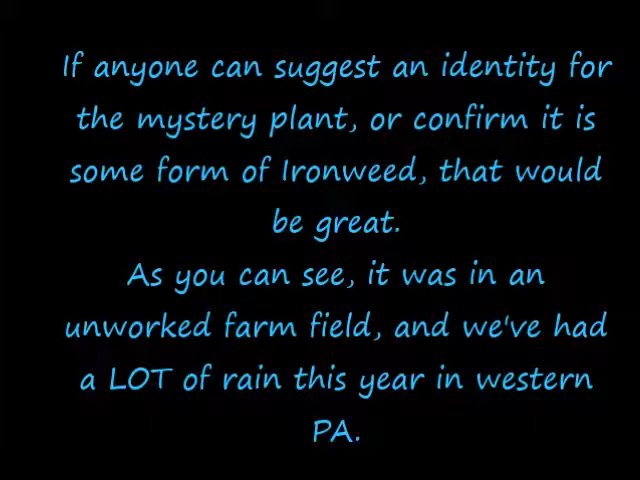 If anyone can suggest an identity for
the mystery plant, or confirm it is
some form of Ironweed, that would
be great.
As you can see, it was in an
unworked farm field, and we've had
a LOT of rain this year in western
PA.